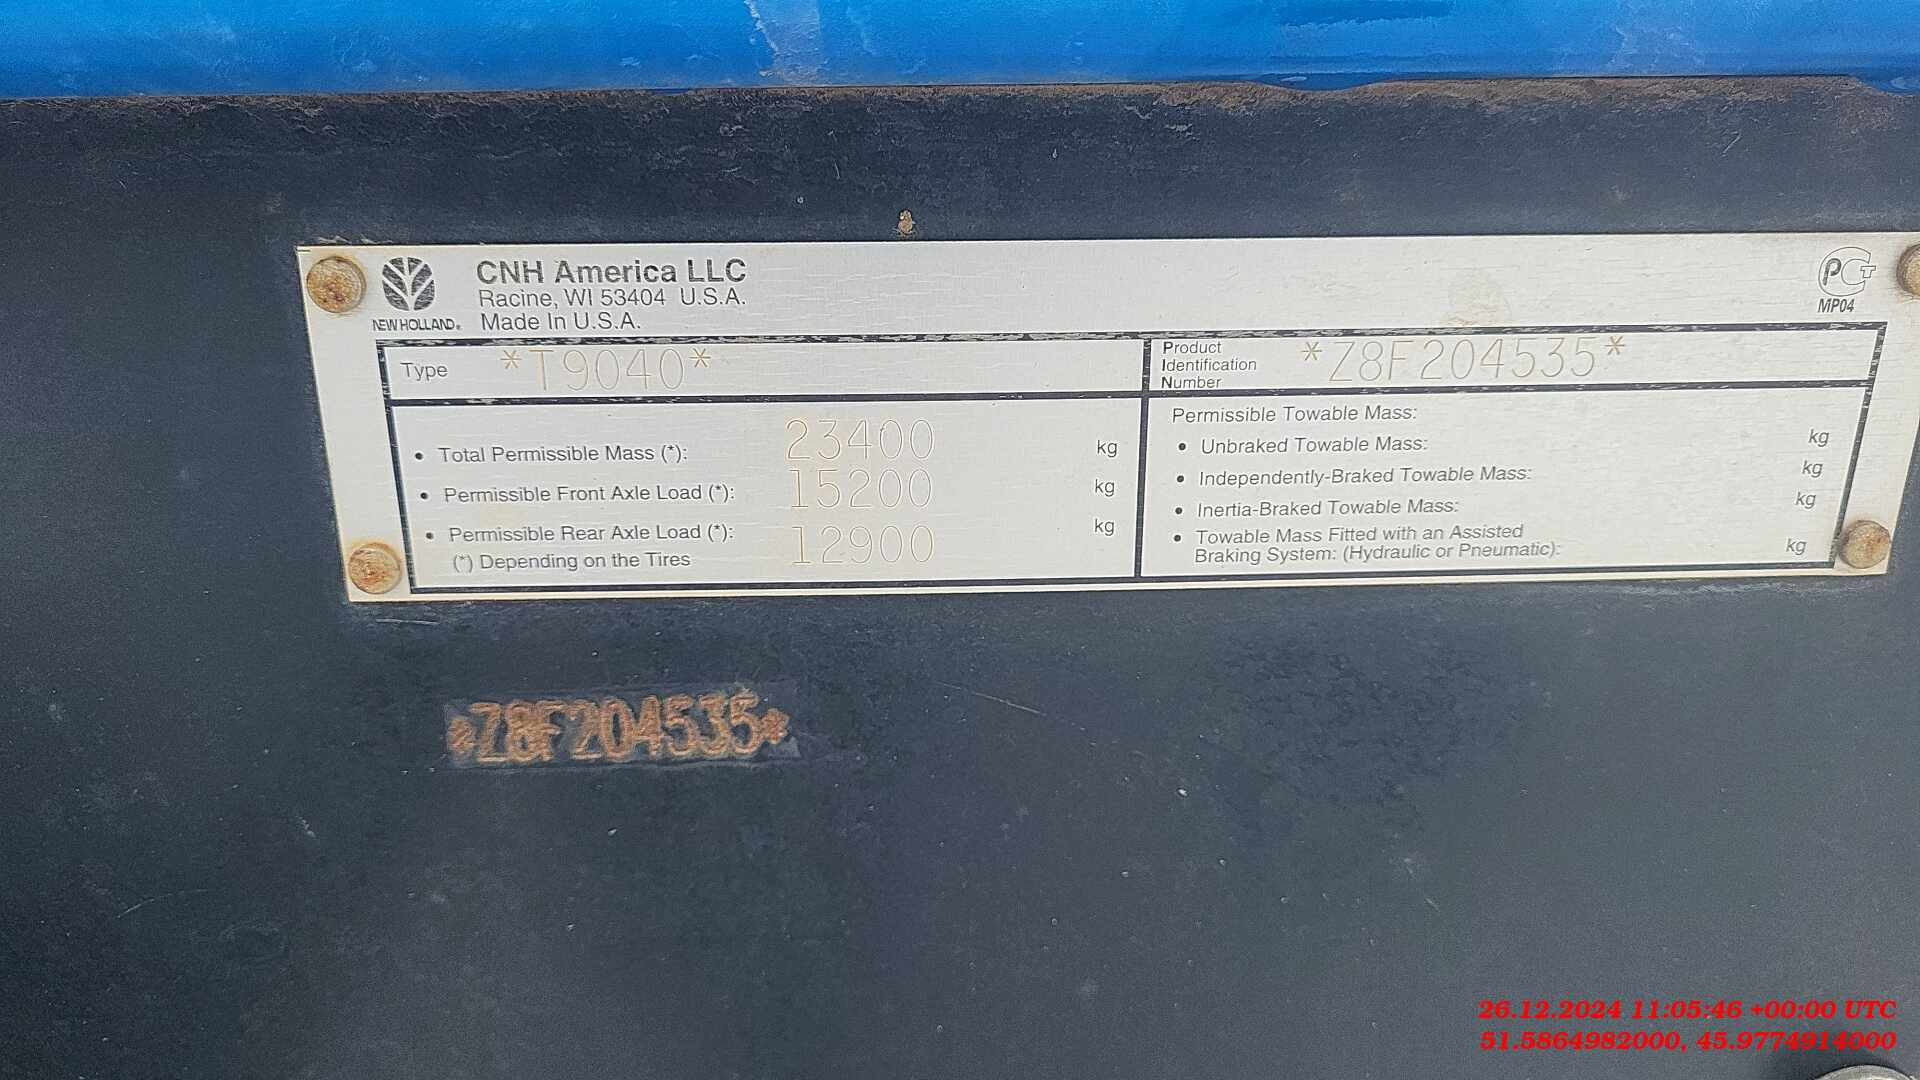 CNH America LLC
Racine, WI 53404 U.S.A.
Made In U.S.A.
NEW HOLLAND®
PCT
MP04
Type *T9040*
Product Identification Number *Z8F204535*
• Total Permissible Mass (*): 23400 kg
• Permissible Front Axle Load (*): 15200 kg
• Permissible Rear Axle Load (*): 12900 kg
(*) Depending on the Tires
Permissible Towable Mass:
• Unbraked Towable Mass: kg
• Independently-Braked Towable Mass: kg
• Inertia-Braked Towable Mass: kg
• Towable Mass Fitted with an Assisted
Braking System: (Hydraulic or Pneumatic): kg
*Z8F204535*
26.12.2024 11:05:46 +00:00 UTC
51.5864982000, 45.9774914000